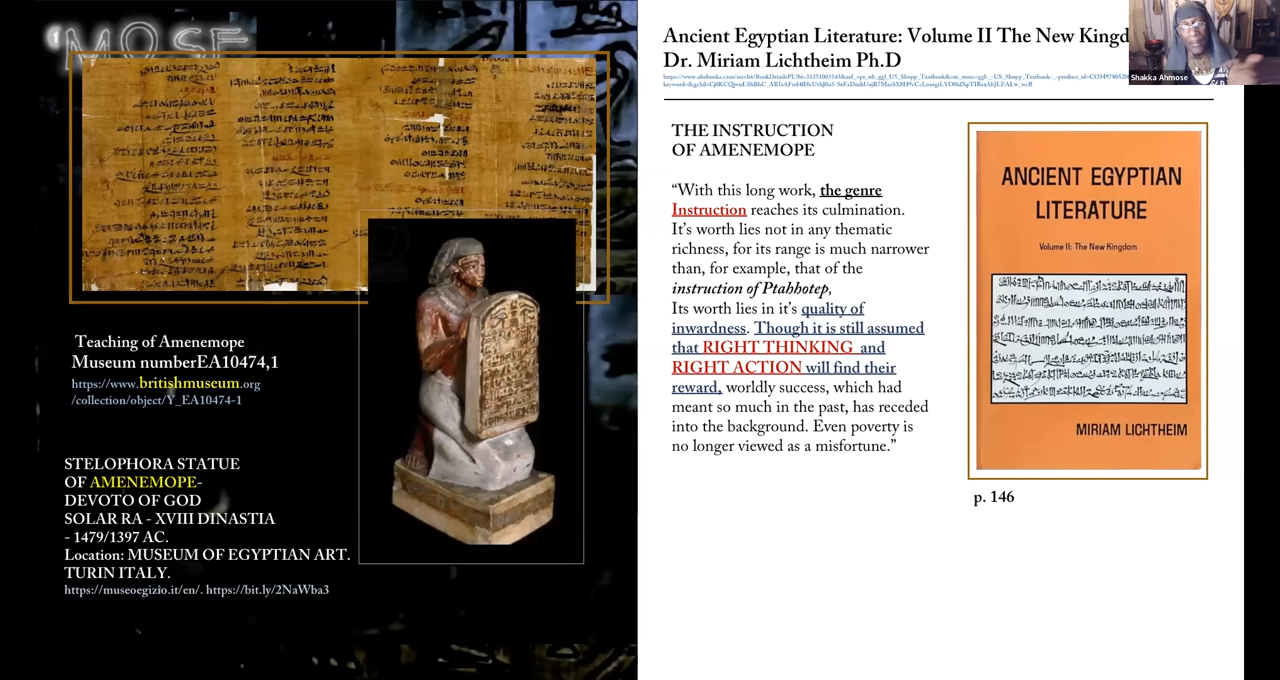 MOSE
Teaching of Amenemope
Museum numberEA10474,1
https://www.britishmuseum.org
/collection/object/Y_EA10474-1
STELOPHORA STATUE
OF AMENEMOPE-
DEVOTO OF GOD
SOLAR RA - XVIII DINASTIA
- 1479/1397 AC.
Location: MUSEUM OF EGYPTIAN ART.
TURIN ITALY.
https://museoegizio.it/en/. https://bit.ly/2NaWba3
Ancient Egyptian Literature: Volume II The New Kingd
Dr. Miriam Lichtheim Ph.D
THE INSTRUCTION
OF AMENEMOPE
“With this long work, the genre
Instruction reaches its culmination.
It’s worth lies not in any thematic
richness, for its range is much narrower
than, for example, that of the
instruction of Ptahhotep,
Its worth lies in it’s quality of
inwardness. Though it is still assumed
that RIGHT THINKING and
RIGHT ACTION will find their
reward, worldly success, which had
meant so much in the past, has receded
into the background. Even poverty is
no longer viewed as a misfortune.”
ANCIENT EGYPTIAN
LITERATURE
Volume II: The New Kingdom
MIRIAM LICHTHEIM
p. 146
Shakka Ahmose